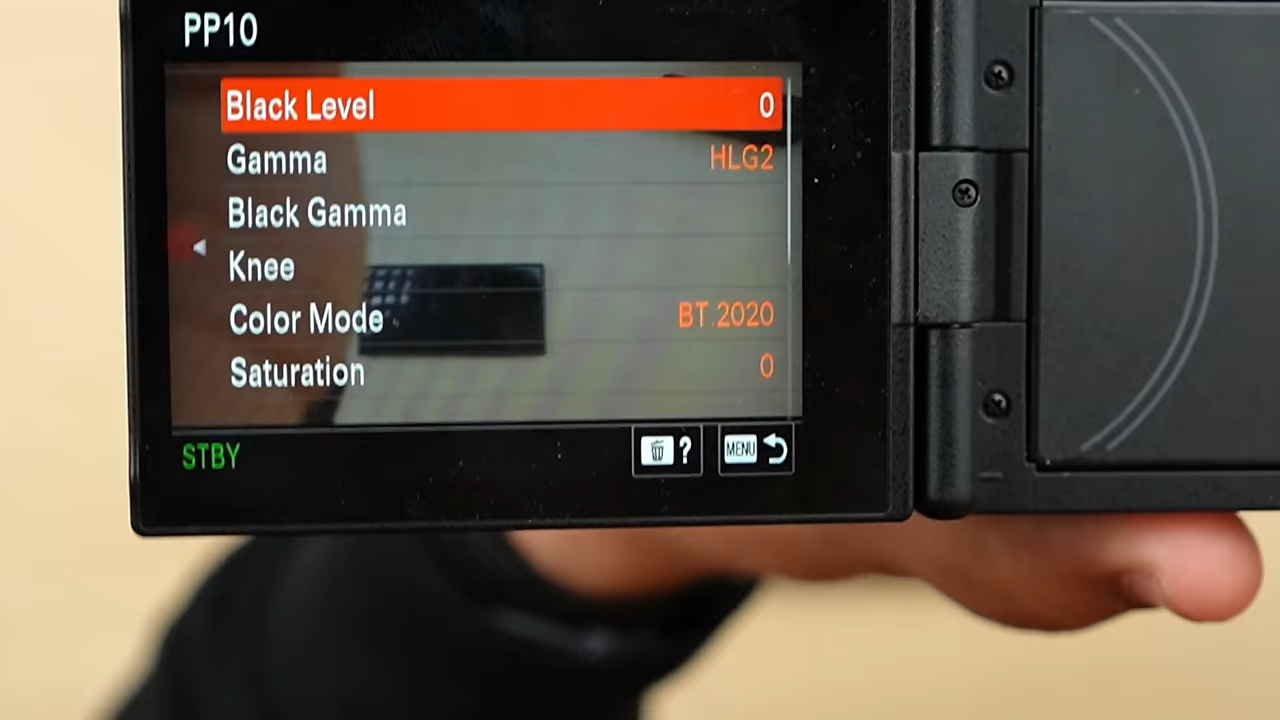 PP10
Black Level 0
Gamma HLG2
Black Gamma
Knee
Color Mode BT.2020
Saturation 0
STBY ? MENU